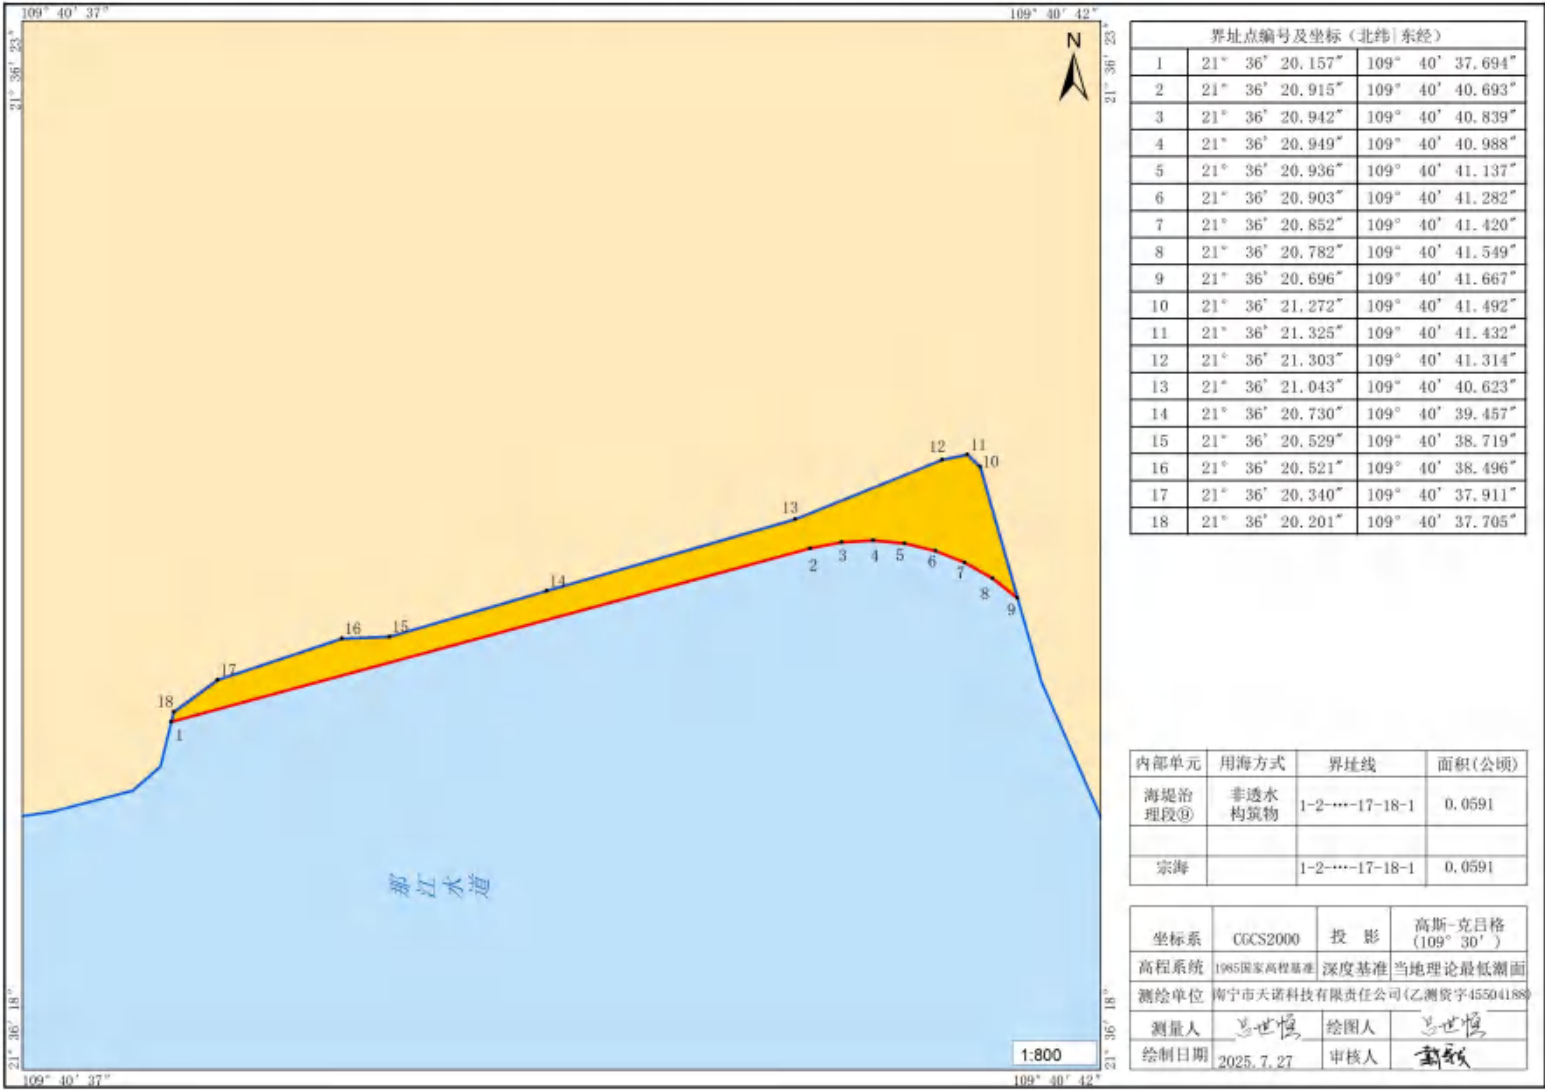 109° 40′ 37″
109° 40′ 42″
21° 36′ 23″
21° 36′ 23″
N
12
11
10
13
2
3
4
5
6
7
8
9
14
16
15
17
18
1
那江水道
1:800
21° 36′ 18″
21° 36′ 18″
109° 40′ 37″
109° 40′ 42″
界址点编号及坐标（北纬|东经）
1 21° 36′ 20.157″ 109° 40′ 37.694″
2 21° 36′ 20.915″ 109° 40′ 40.693″
3 21° 36′ 20.942″ 109° 40′ 40.839″
4 21° 36′ 20.949″ 109° 40′ 40.988″
5 21° 36′ 20.936″ 109° 40′ 41.137″
6 21° 36′ 20.903″ 109° 40′ 41.282″
7 21° 36′ 20.852″ 109° 40′ 41.420″
8 21° 36′ 20.782″ 109° 40′ 41.549″
9 21° 36′ 20.696″ 109° 40′ 41.667″
10 21° 36′ 21.272″ 109° 40′ 41.492″
11 21° 36′ 21.325″ 109° 40′ 41.432″
12 21° 36′ 21.303″ 109° 40′ 41.314″
13 21° 36′ 21.043″ 109° 40′ 40.623″
14 21° 36′ 20.730″ 109° 40′ 39.457″
15 21° 36′ 20.529″ 109° 40′ 38.719″
16 21° 36′ 20.521″ 109° 40′ 38.496″
17 21° 36′ 20.340″ 109° 40′ 37.911″
18 21° 36′ 20.201″ 109° 40′ 37.705″
内部单元 用海方式 界址线 面积(公顷)
海堤治理段⑨ 非透水构筑物 1-2-…-17-18-1 0.0591
宗海 1-2-…-17-18-1 0.0591
坐标系 CGCS2000 投 影 高斯-克吕格(109° 30′)
高程系统 1985国家高程基准 深度基准 当地理论最低潮面
测绘单位 南宁市天诺科技有限责任公司(乙测资字45504188)
测量人 吕世恒 绘图人 吕世恒
绘制日期 2025.7.27 审核人